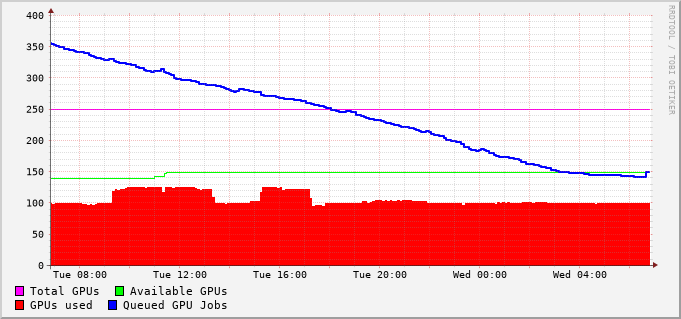 400
350
300
250
200
150
100
50
0
Tue 08:00 Tue 12:00 Tue 16:00 Tue 20:00 Wed 00:00 Wed 04:00
Total GPUs Available GPUs
GPUs used Queued GPU Jobs
RRDTOOL / TOBI OETIKER